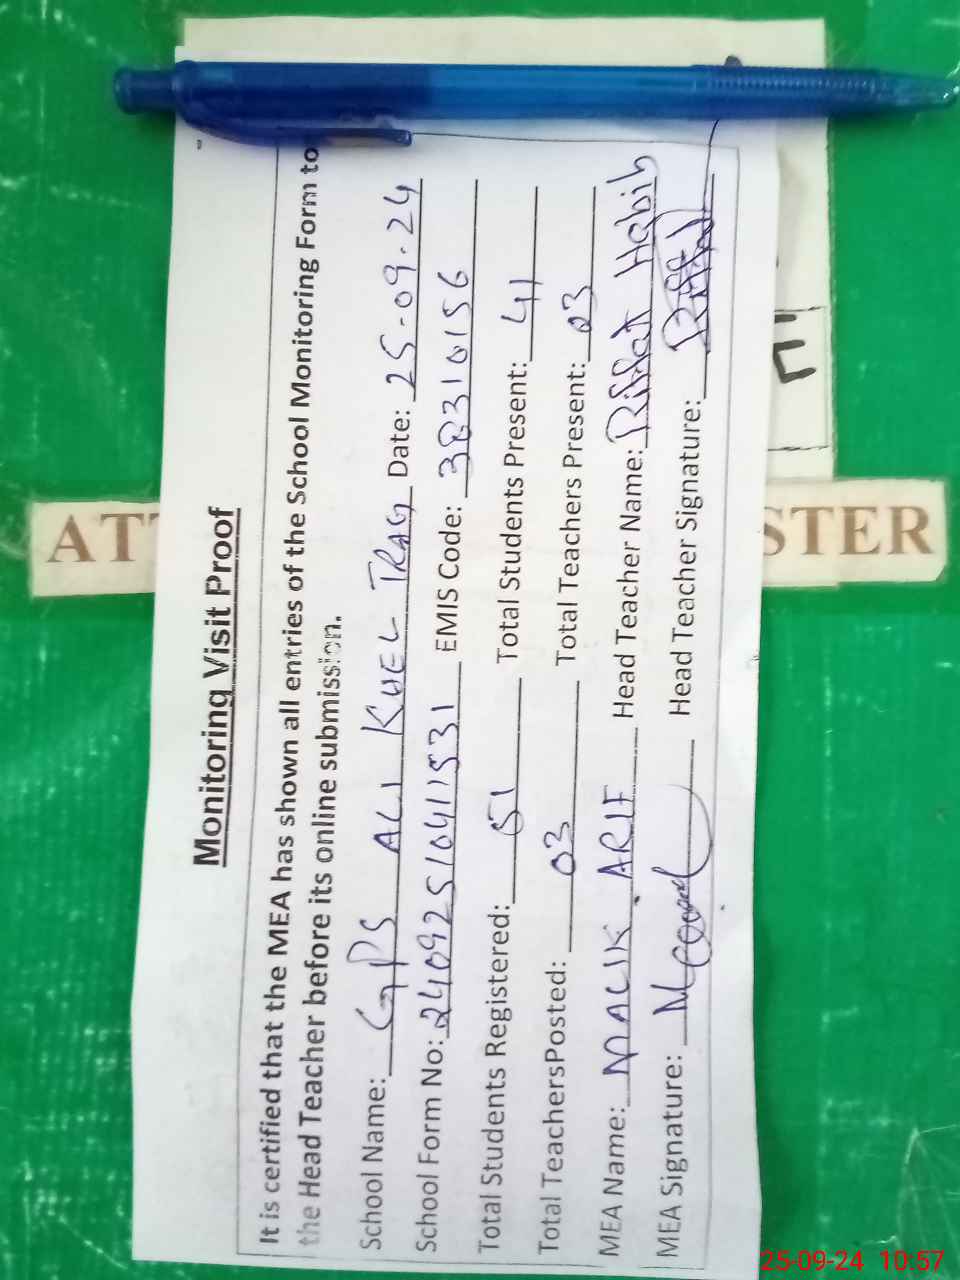 Monitoring Visit Proof
It is certified that the MEA has shown all entries of the School Monitoring Form to
the Head Teacher before its online submission.
School Name: GPS ALI KHEL TRAG Date: 25-09-24
School Form No: 240925104111531 EMIS Code: 38310156
Total Students Registered: 51 Total Students Present: 41
Total TeachersPosted: 03 Total Teachers Present: 03
MEA Name: MALIK ARIF Head Teacher Name: Riffat Habib
MEA Signature: Head Teacher Signature:
ATT STER
25-09-24 10:57